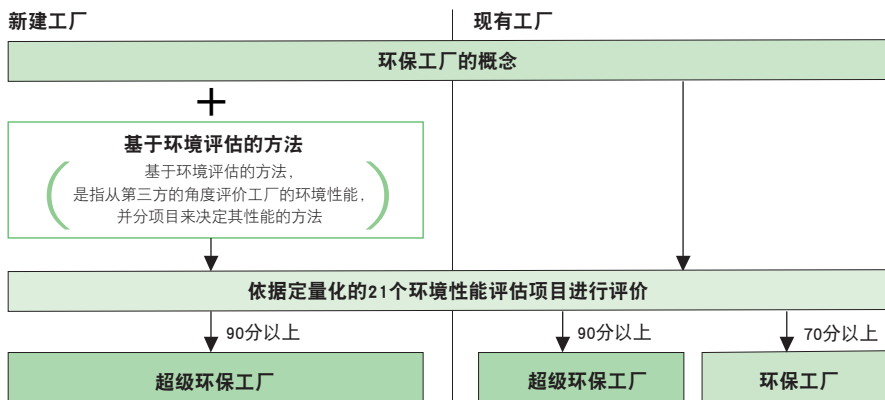 新建工厂
现有工厂
环保工厂的概念
+
基于环境评估的方法
基于环境评估的方法，
是指从第三方的角度评价工厂的环境性能，
并分项目来决定其性能的方法
依据定量化的21个环境性能评估项目进行评价
90分以上
90分以上
70分以上
超级环保工厂
超级环保工厂
环保工厂